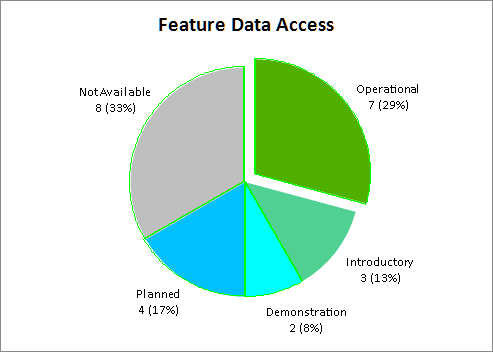 Feature Data Access
Not Available
8 (33%)
Operational
7 (29%)
Introductory
3 (13%)
Demonstration
2 (8%)
Planned
4 (17%)